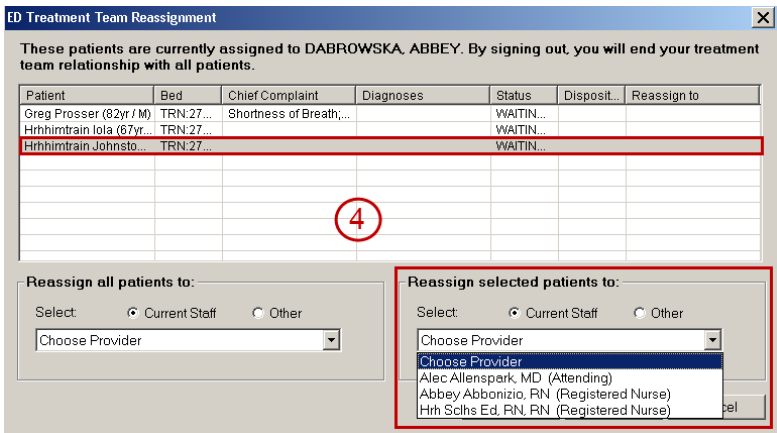 ED Treatment Team Reassignment
These patients are currently assigned to DABROWSKA, ABBEY. By signing out, you will end your treatment
team relationship with all patients.
Patient Bed Chief Complaint Diagnoses Status Disposit... Reassign to
Greg Prosser (82yr / M) TRN:27... Shortness of Breath;... WAITIN...
Hrhhimtrain Iola (67yr... TRN:27... WAITIN...
Hrhhimtrain Johnsto... TRN:27... WAITIN...
4
Reassign all patients to:
Select: Current Staff Other
Choose Provider
Reassign selected patients to:
Select: Current Staff Other
Choose Provider
Choose Provider
Alec Allenspark, MD (Attending)
Abbey Abbonizio, RN (Registered Nurse)
Hrh Sclhs Ed, RN, RN (Registered Nurse)
cel